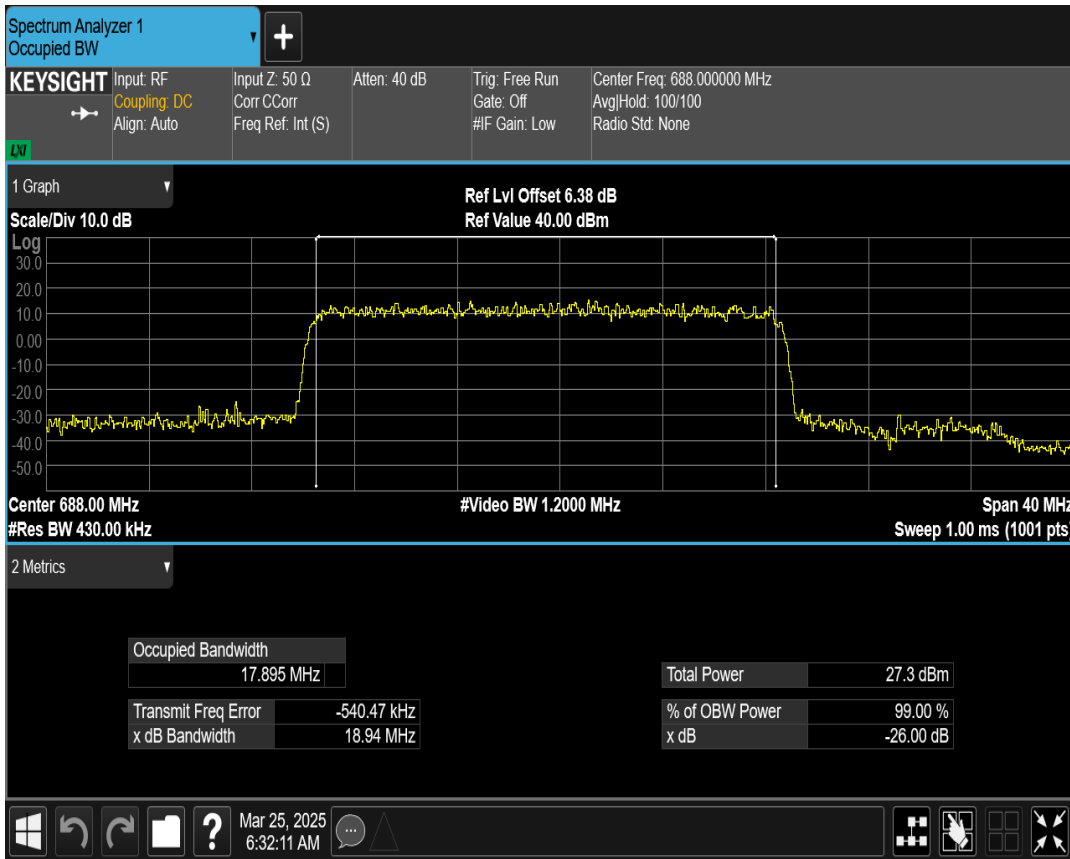 Spectrum Analyzer 1
Occupied BW
KEYSIGHT
LXI
Input: RF
Coupling: DC
Align: Auto
Input Z: 50 Ω
Corr CCorr
Freq Ref: Int (S)
Atten: 40 dB
Trig: Free Run
Gate: Off
#IF Gain: Low
Center Freq: 688.000000 MHz
Avg|Hold: 100/100
Radio Std: None
1 Graph
Scale/Div 10.0 dB
Ref Lvl Offset 6.38 dB
Ref Value 40.00 dBm
Log
30.0
20.0
10.0
0.00
-10.0
-20.0
-30.0
-40.0
-50.0
Center 688.00 MHz
#Res BW 430.00 kHz
#Video BW 1.2000 MHz
Span 40 MHz
Sweep 1.00 ms (1001 pts)
2 Metrics
Occupied Bandwidth
17.895 MHz
Transmit Freq Error -540.47 kHz
x dB Bandwidth 18.94 MHz
Total Power 27.3 dBm
% of OBW Power 99.00 %
x dB -26.00 dB
Mar 25, 2025
6:32:11 AM